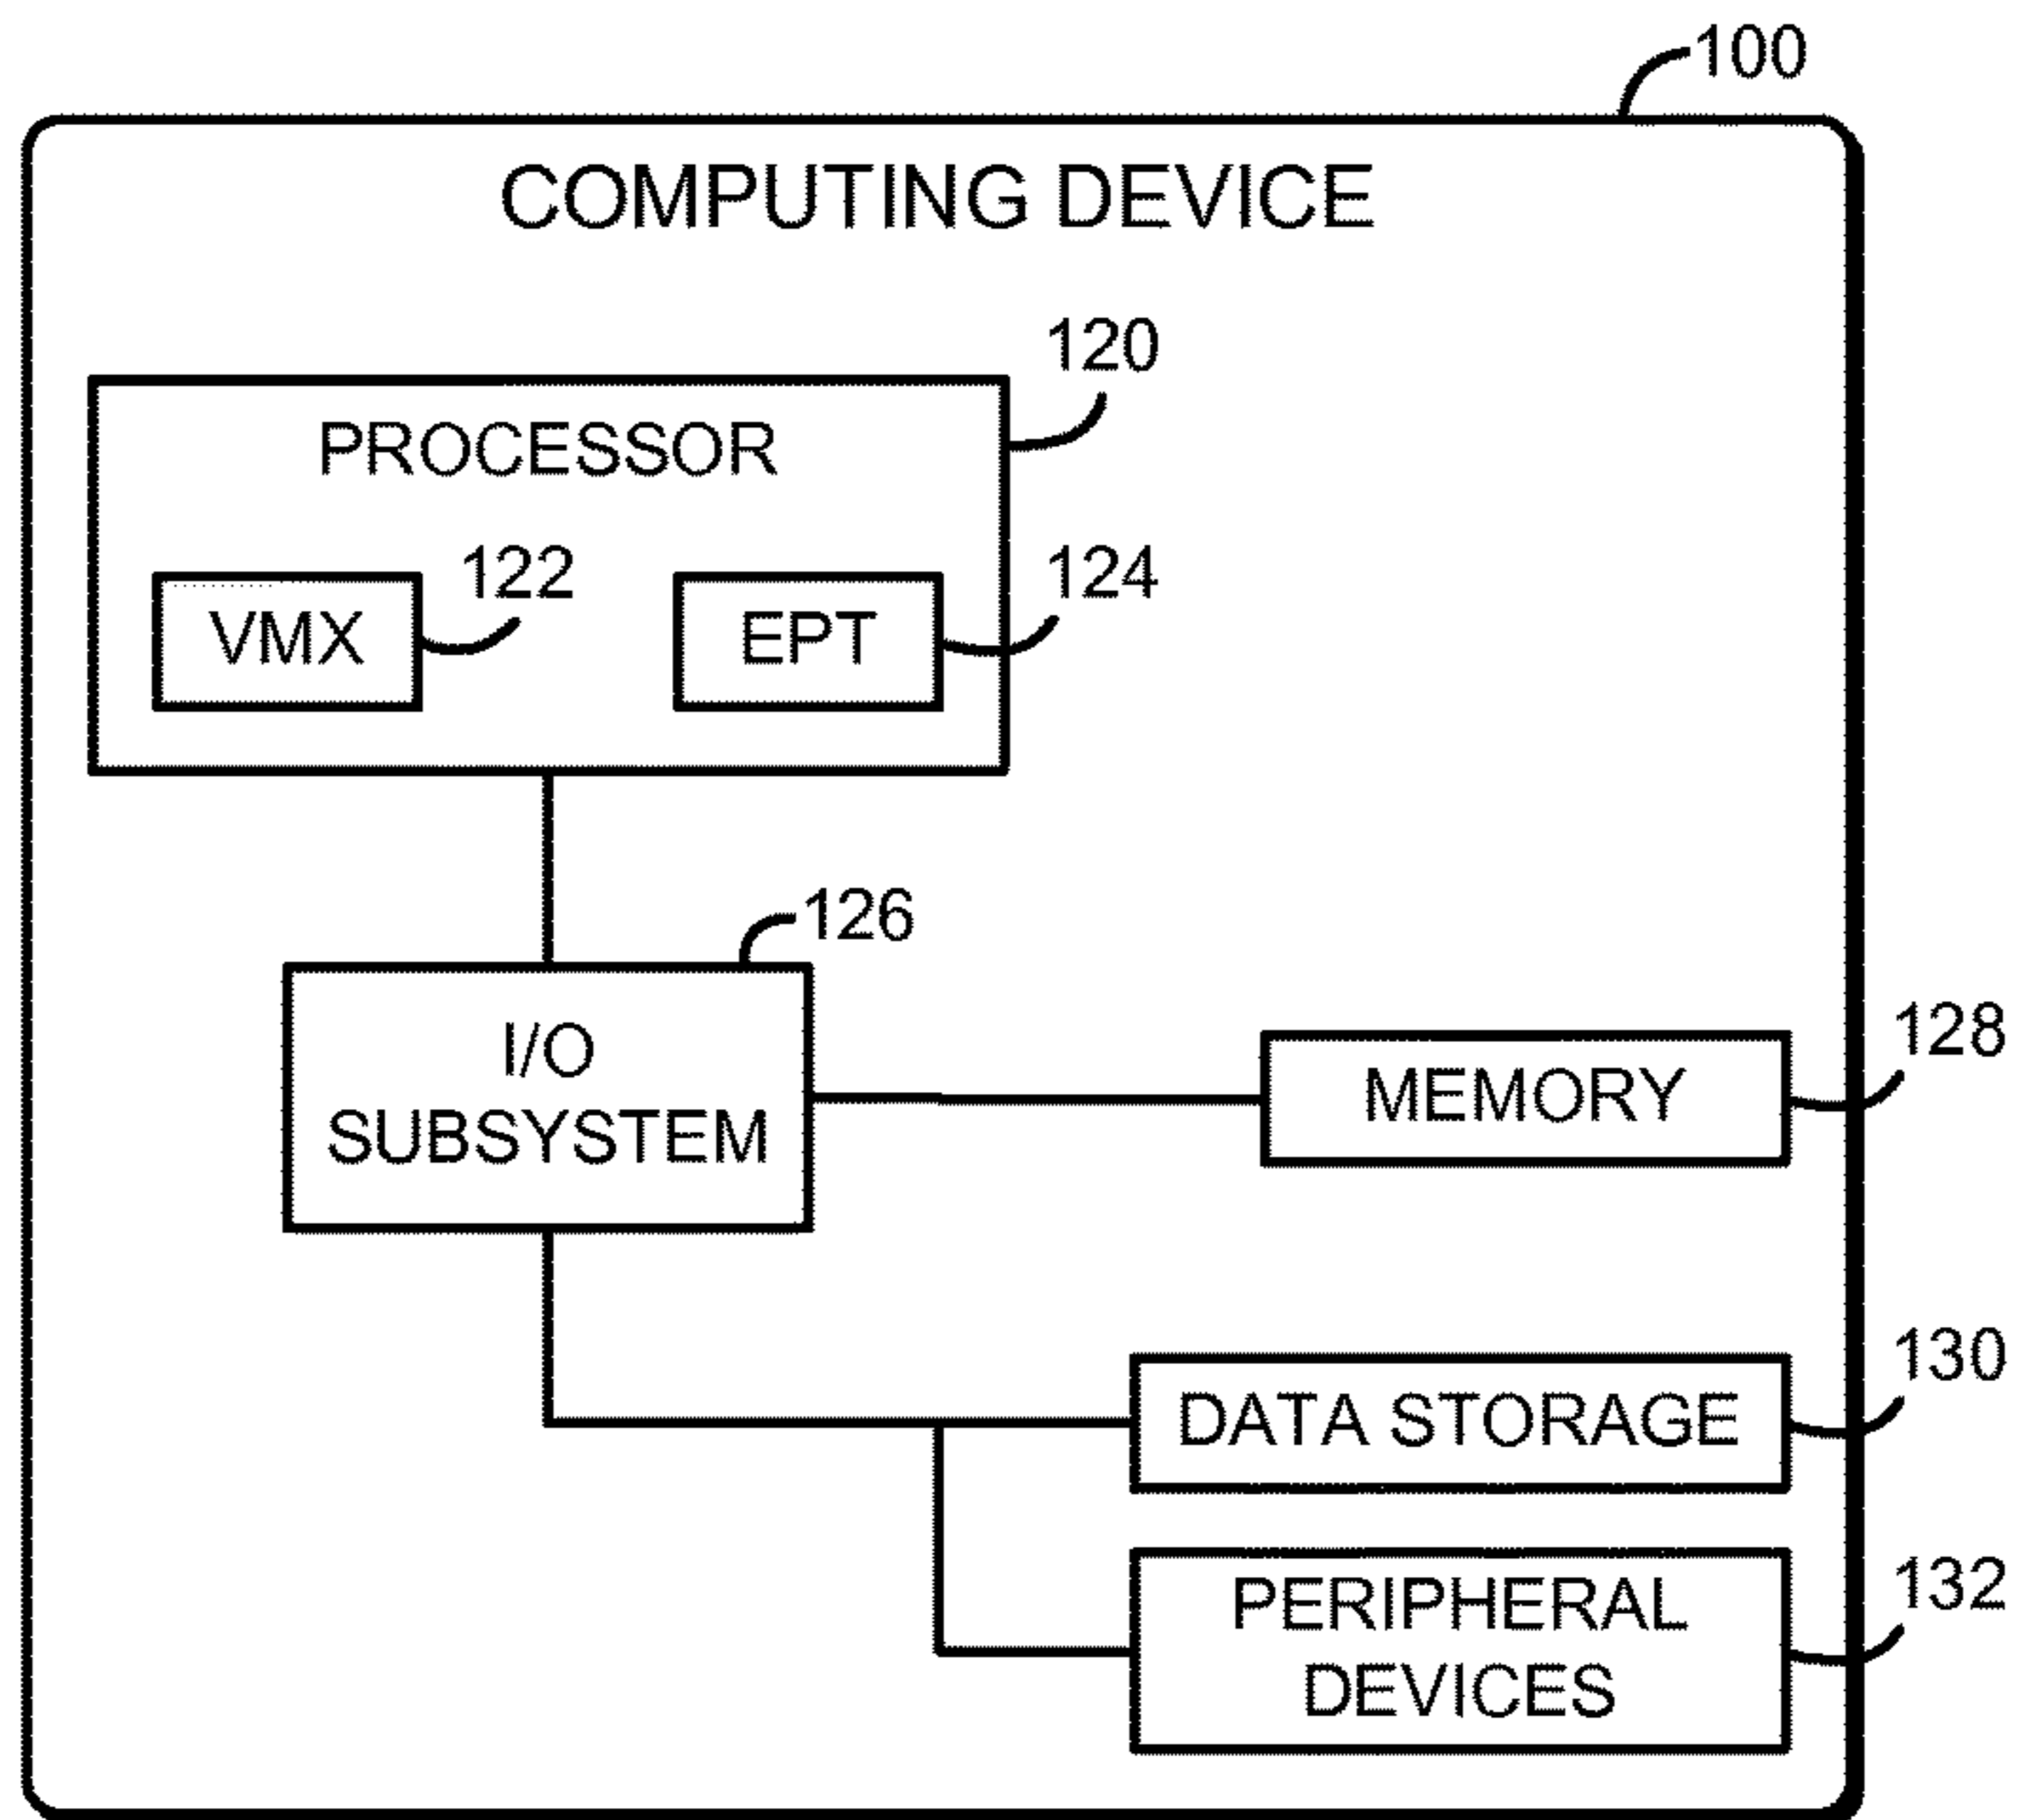 100
COMPUTING DEVICE
120
PROCESSOR
122
124
VMX
EPT
126
I/O
SUBSYSTEM
128
MEMORY
130
DATA STORAGE
132
PERIPHERAL
DEVICES